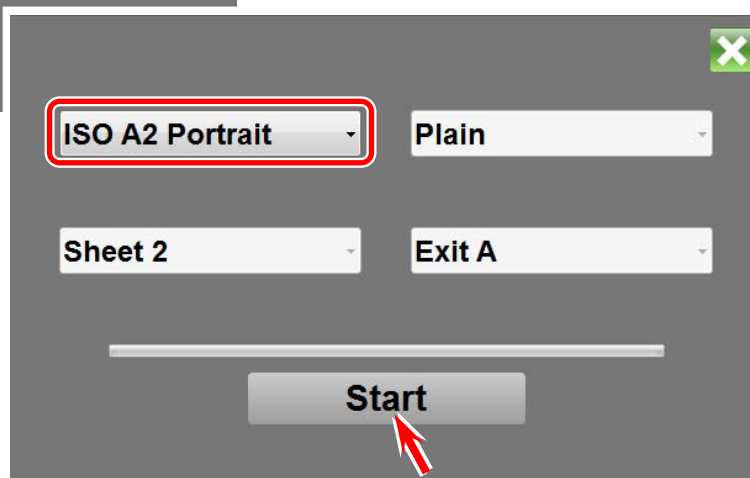 ISO A2 Portrait
Plain
Sheet 2
Exit A
Start